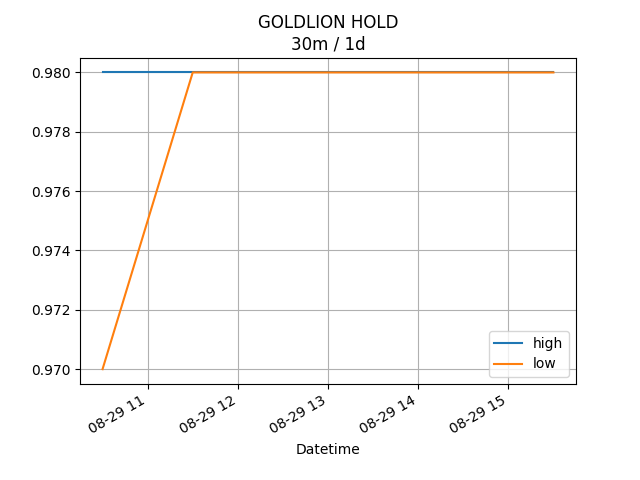 GOLDLION HOLD
30m / 1d
0.980
0.978
0.976
0.974
0.972
0.970
high
low
08-29 11
08-29 12
08-29 13
08-29 14
08-29 15
Datetime